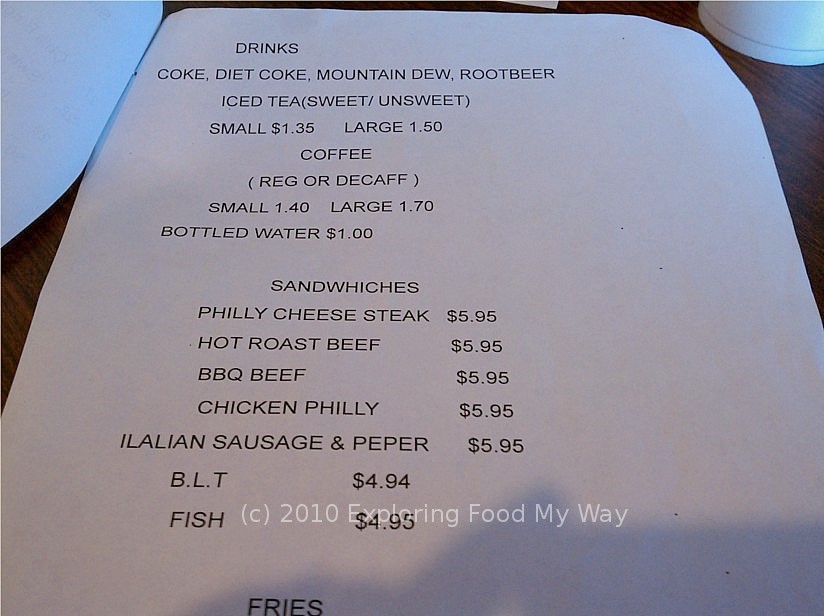 DRINKS
COKE, DIET COKE, MOUNTAIN DEW, ROOTBEER
ICED TEA(SWEET/ UNSWEET)
SMALL $1.35 LARGE 1.50
COFFEE
( REG OR DECAFF )
SMALL 1.40 LARGE 1.70
BOTTLED WATER $1.00
SANDWHICHES
PHILLY CHEESE STEAK $5.95
HOT ROAST BEEF $5.95
BBQ BEEF $5.95
CHICKEN PHILLY $5.95
ILALIAN SAUSAGE & PEPER $5.95
B.L.T $4.94
FISH $4.95
(c) 2010 Exploring Food My Way
FRIES